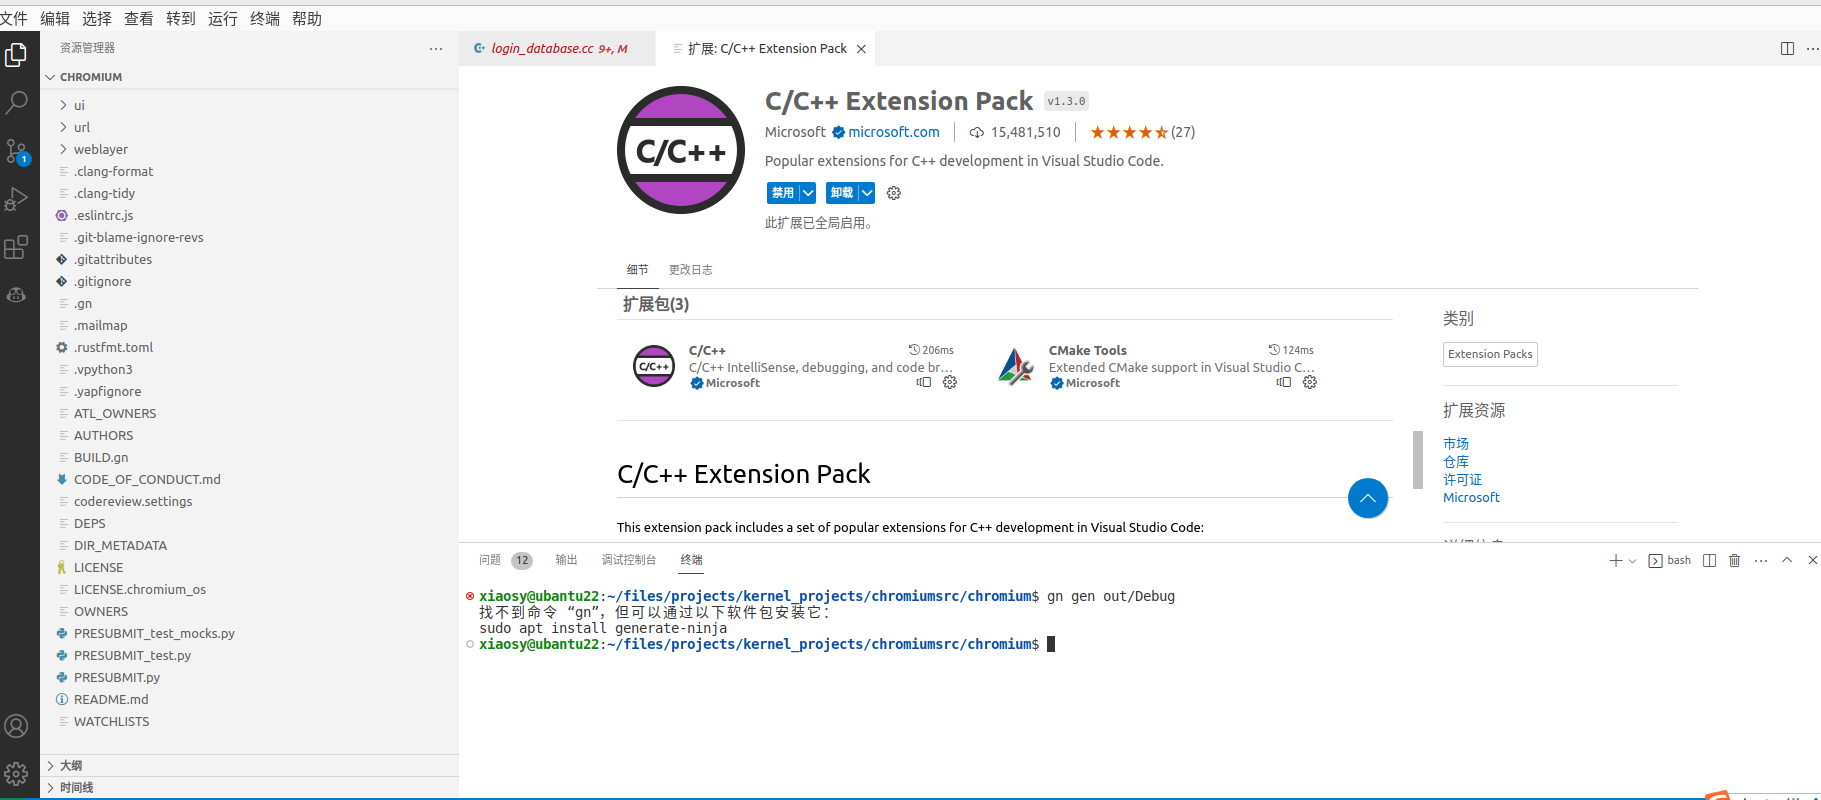 文件 编辑 选择 查看 转到 运行 终端 帮助
资源管理器
CHROMIUM
ui
url
weblayer
.clang-format
.clang-tidy
.eslintrc.js
.git-blame-ignore-revs
.gitattributes
.gitignore
.gn
.mailmap
.rustfmt.toml
.vpython3
.yapfignore
ATL_OWNERS
AUTHORS
BUILD.gn
CODE_OF_CONDUCT.md
codereview.settings
DEPS
DIR_METADATA
LICENSE
LICENSE.chromium_os
OWNERS
PRESUBMIT_test_mocks.py
PRESUBMIT_test.py
PRESUBMIT.py
README.md
WATCHLISTS
大纲
时间线
1
login_database.cc 9+, M
扩展: C/C++ Extension Pack
C/C++
C/C++ Extension Pack v1.3.0
Microsoft microsoft.com 15,481,510 (27)
Popular extensions for C++ development in Visual Studio Code.
禁用 卸载
此扩展已全局启用。
细节 更改日志
扩展包(3)
C/C++
C/C++ 206ms
C/C++ IntelliSense, debugging, and code br...
Microsoft
CMake Tools 124ms
Extended CMake support in Visual Studio C...
Microsoft
C/C++ Extension Pack
This extension pack includes a set of popular extensions for C++ development in Visual Studio Code:
类别
Extension Packs
扩展资源
市场
仓库
许可证
Microsoft
问题 12 输出 调试控制台 终端
bash
xiaosy@ubantu22:~/files/projects/kernel_projects/chromiumsrc/chromium$ gn gen out/Debug
找不到命令 “gn”，但可以通过以下软件包安装它：
sudo apt install generate-ninja
xiaosy@ubantu22:~/files/projects/kernel_projects/chromiumsrc/chromium$